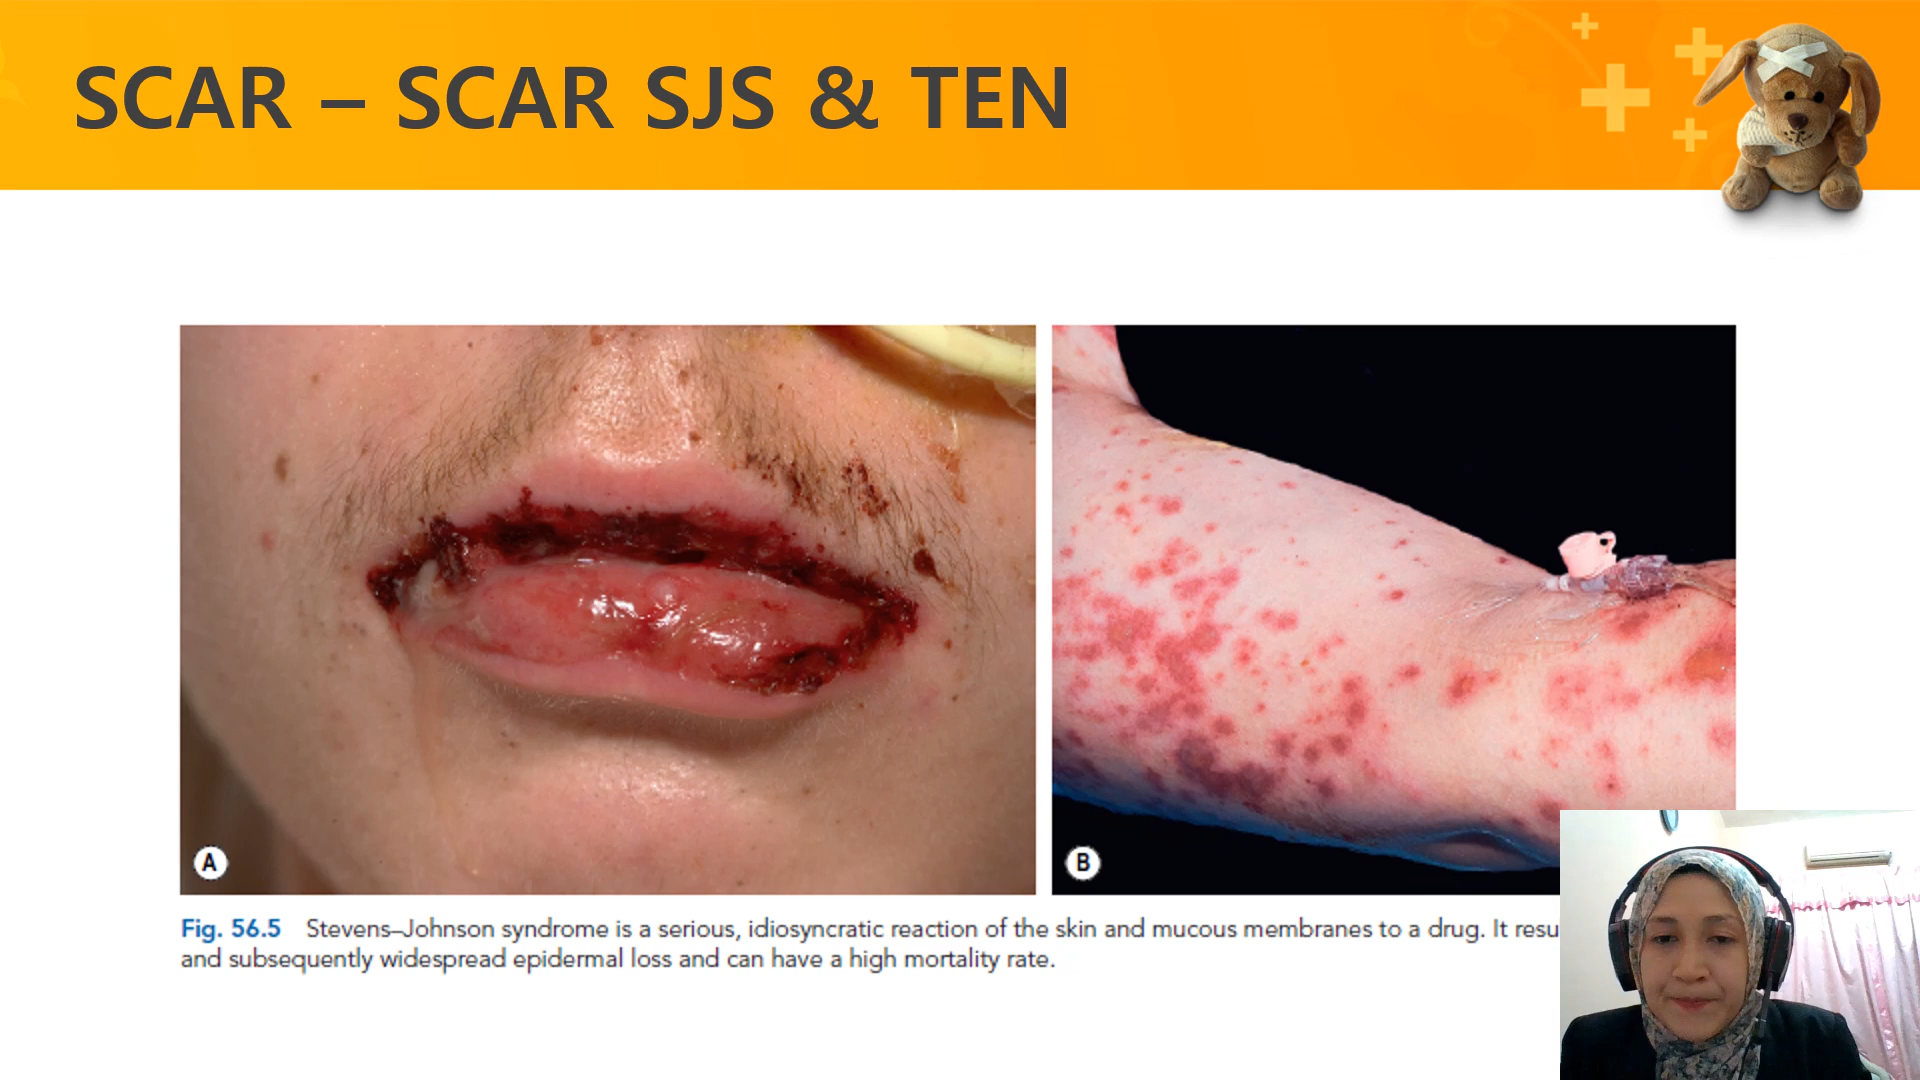 SCAR – SCAR SJS & TEN
A
B
Fig. 56.5 Stevens–Johnson syndrome is a serious, idiosyncratic reaction of the skin and mucous membranes to a drug. It
and subsequently widespread epidermal loss and can have a high mortality rate.